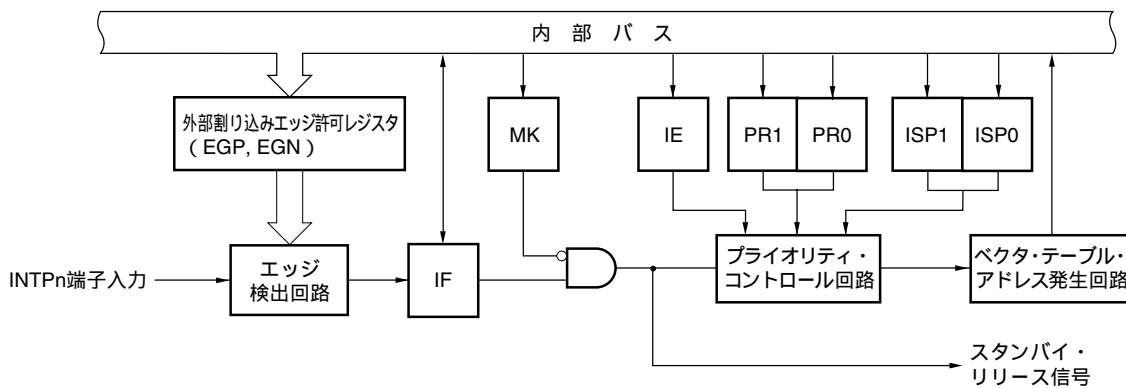 内 部 バ ス
外部割り込みエッジ許可レジスタ
( EGP, EGN )
MK
IE
PR1
PR0
ISP1
ISP0
INTPn端子入力
エッジ
検出回路
IF
プライオリティ・
コントロール回路
ベクタ・テーブル・
アドレス発生回路
スタンバイ・
リリース信号